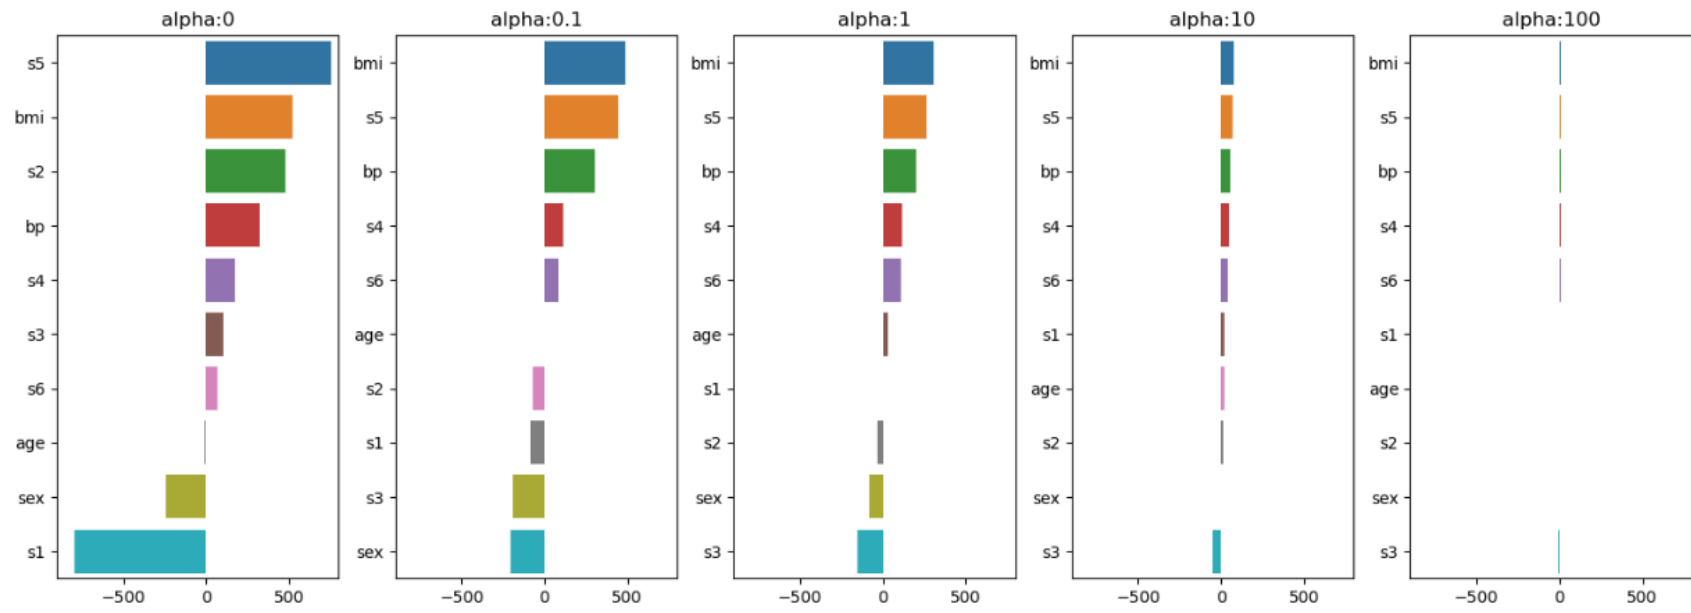 alpha:0
s5
bmi
s2
bp
s4
s3
s6
age
sex
s1
−500 0 500
alpha:0.1
bmi
s5
bp
s4
s6
age
s2
s1
s3
sex
−500 0 500
alpha:1
bmi
s5
bp
s4
s6
age
s1
s2
sex
s3
−500 0 500
alpha:10
bmi
s5
bp
s4
s6
s1
age
s2
sex
s3
−500 0 500
alpha:100
bmi
s5
bp
s4
s6
s1
age
s2
sex
s3
−500 0 500